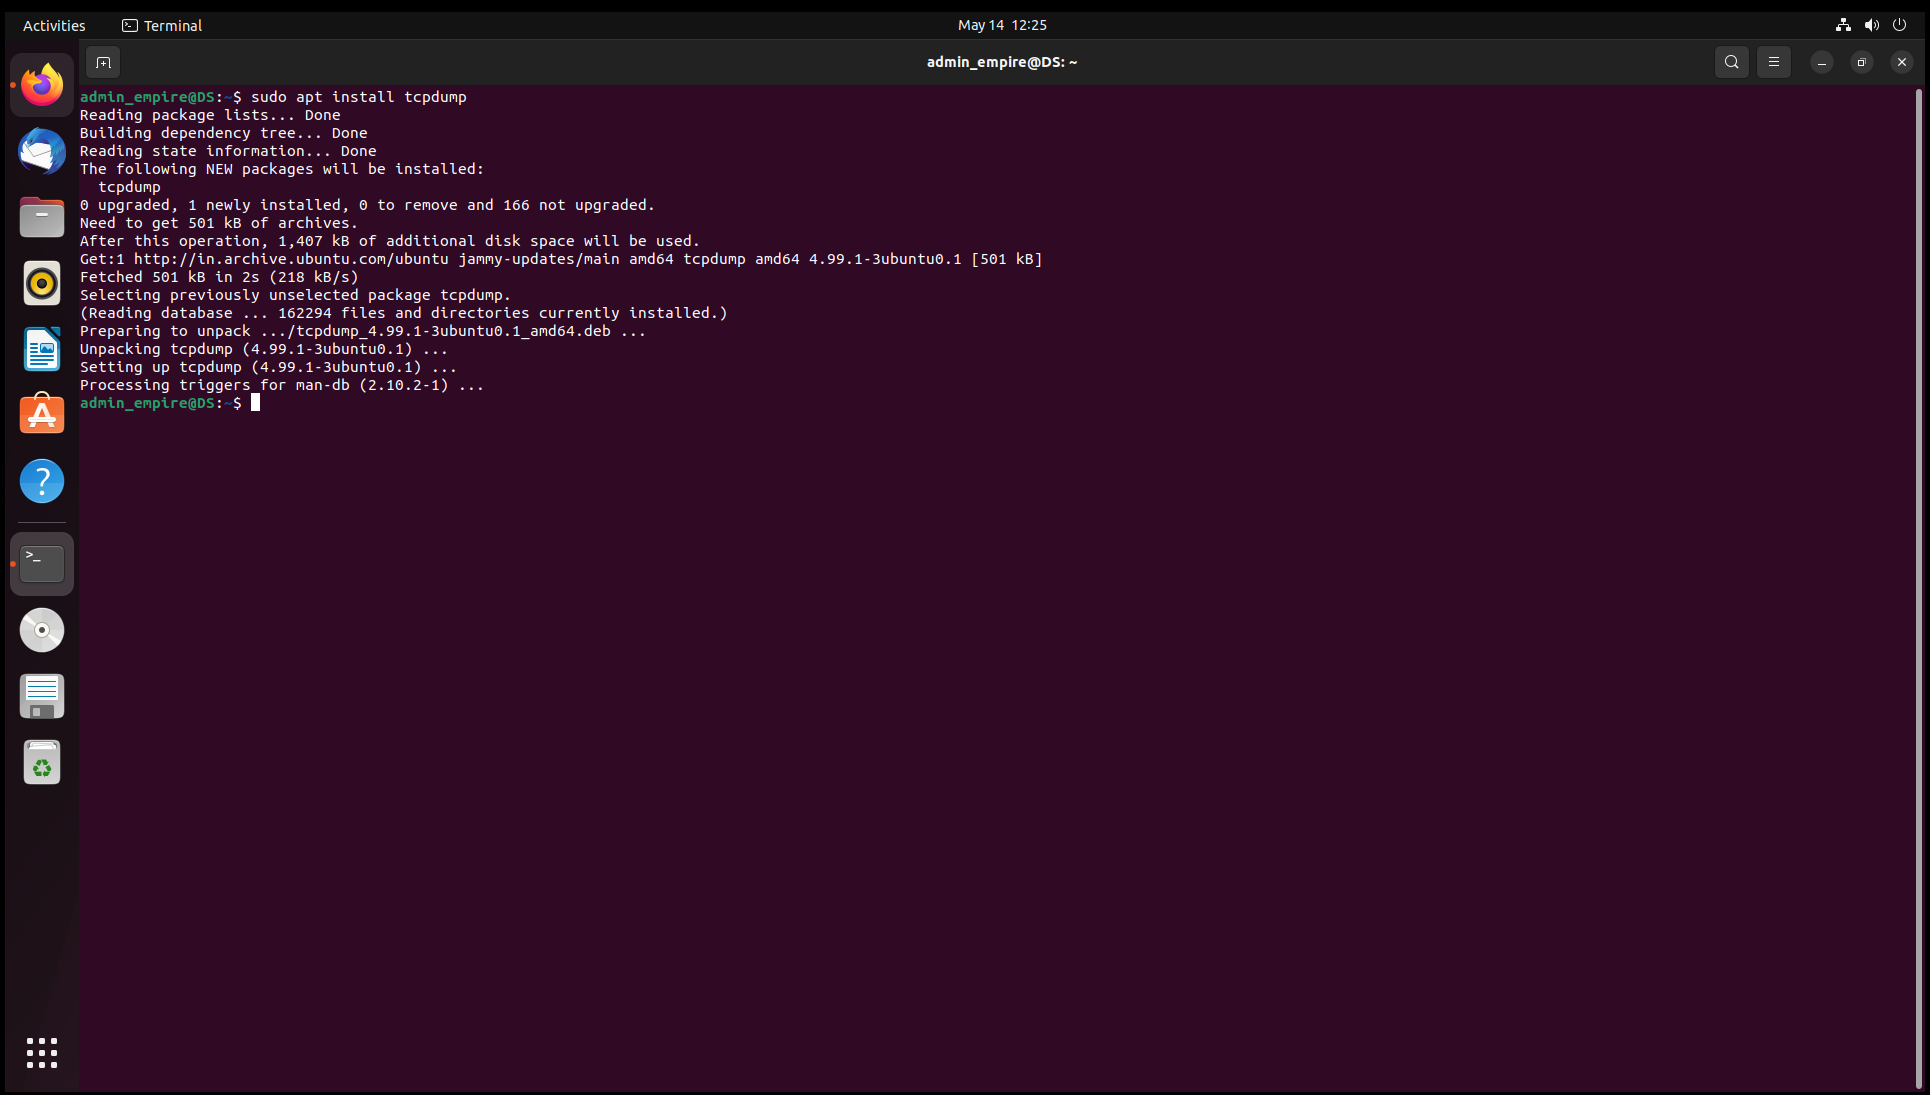 Activities
Terminal
May 14 12:25
admin_empire@DS: ~
admin_empire@DS:~$ sudo apt install tcpdump
Reading package lists... Done
Building dependency tree... Done
Reading state information... Done
The following NEW packages will be installed:
  tcpdump
0 upgraded, 1 newly installed, 0 to remove and 166 not upgraded.
Need to get 501 kB of archives.
After this operation, 1,407 kB of additional disk space will be used.
Get:1 http://in.archive.ubuntu.com/ubuntu jammy-updates/main amd64 tcpdump amd64 4.99.1-3ubuntu0.1 [501 kB]
Fetched 501 kB in 2s (218 kB/s)
Selecting previously unselected package tcpdump.
(Reading database ... 162294 files and directories currently installed.)
Preparing to unpack .../tcpdump_4.99.1-3ubuntu0.1_amd64.deb ...
Unpacking tcpdump (4.99.1-3ubuntu0.1) ...
Setting up tcpdump (4.99.1-3ubuntu0.1) ...
Processing triggers for man-db (2.10.2-1) ...
admin_empire@DS:~$